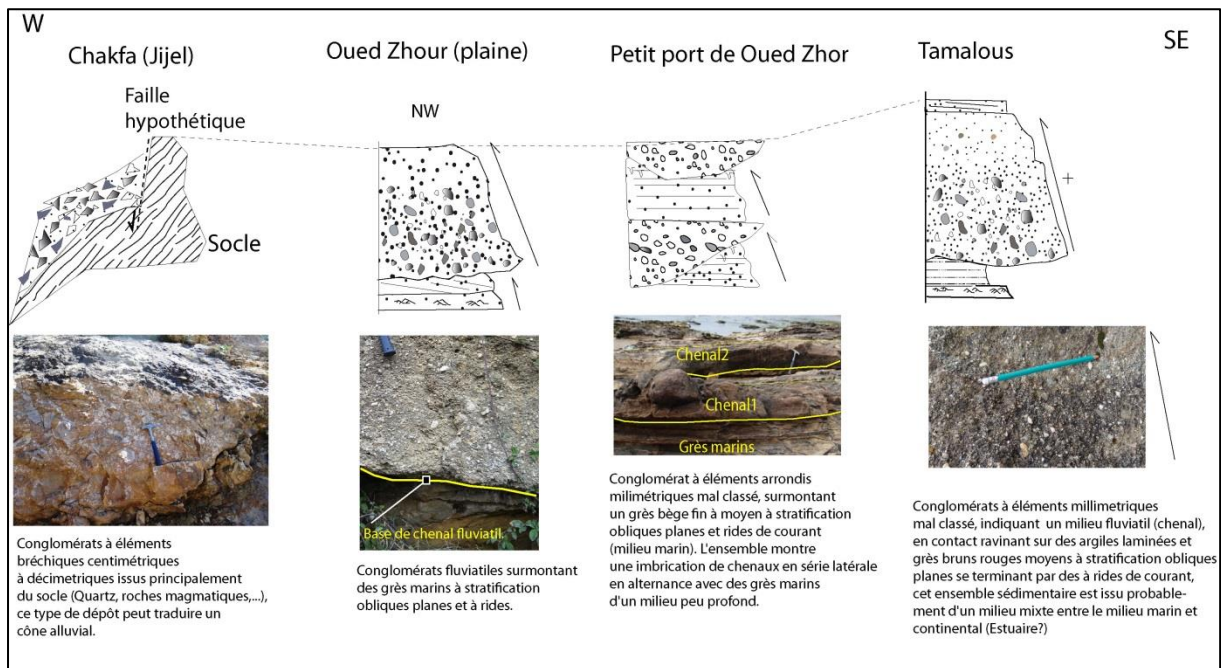 W
SE
Chakfa (Jijel)
Oued Zhour (plaine)
Petit port de Oued Zhor
Tamalous
Faille
hypothétique
NW
Socle
+
Chenal2
Chenal1
Grès marins
Base de chenal fluviatil.
Conglomérats à éléments
bréchiques centimétriques
à décimetriques issus principalement
du socle (Quartz, roches magmatiques,...),
ce type de dépôt peut traduire un
cône alluvial.
Conglomérats fluviatiles surmontant
des grès marins à stratification
obliques planes et à rides.
Conglomérat à éléments arrondis
milimétriques mal classé, surmontant
un grès bège fin à moyen à stratification
obliques planes et rides de courant
(milieu marin). L'ensemble montre
une imbrication de chenaux en série latérale
en alternance avec des grès marins
d'un milieu peu profond.
Conglomérats à éléments millimetriques
mal classé, indiquant un milieu fluviatil (chenal),
en contact ravinant sur des argiles laminées et
grès bruns rouges moyens à stratification obliques
planes se terminant par des à rides de courant,
cet ensemble sédimentaire est issu probable-
ment d'un milieu mixte entre le milieu marin et
continental (Estuaire?)